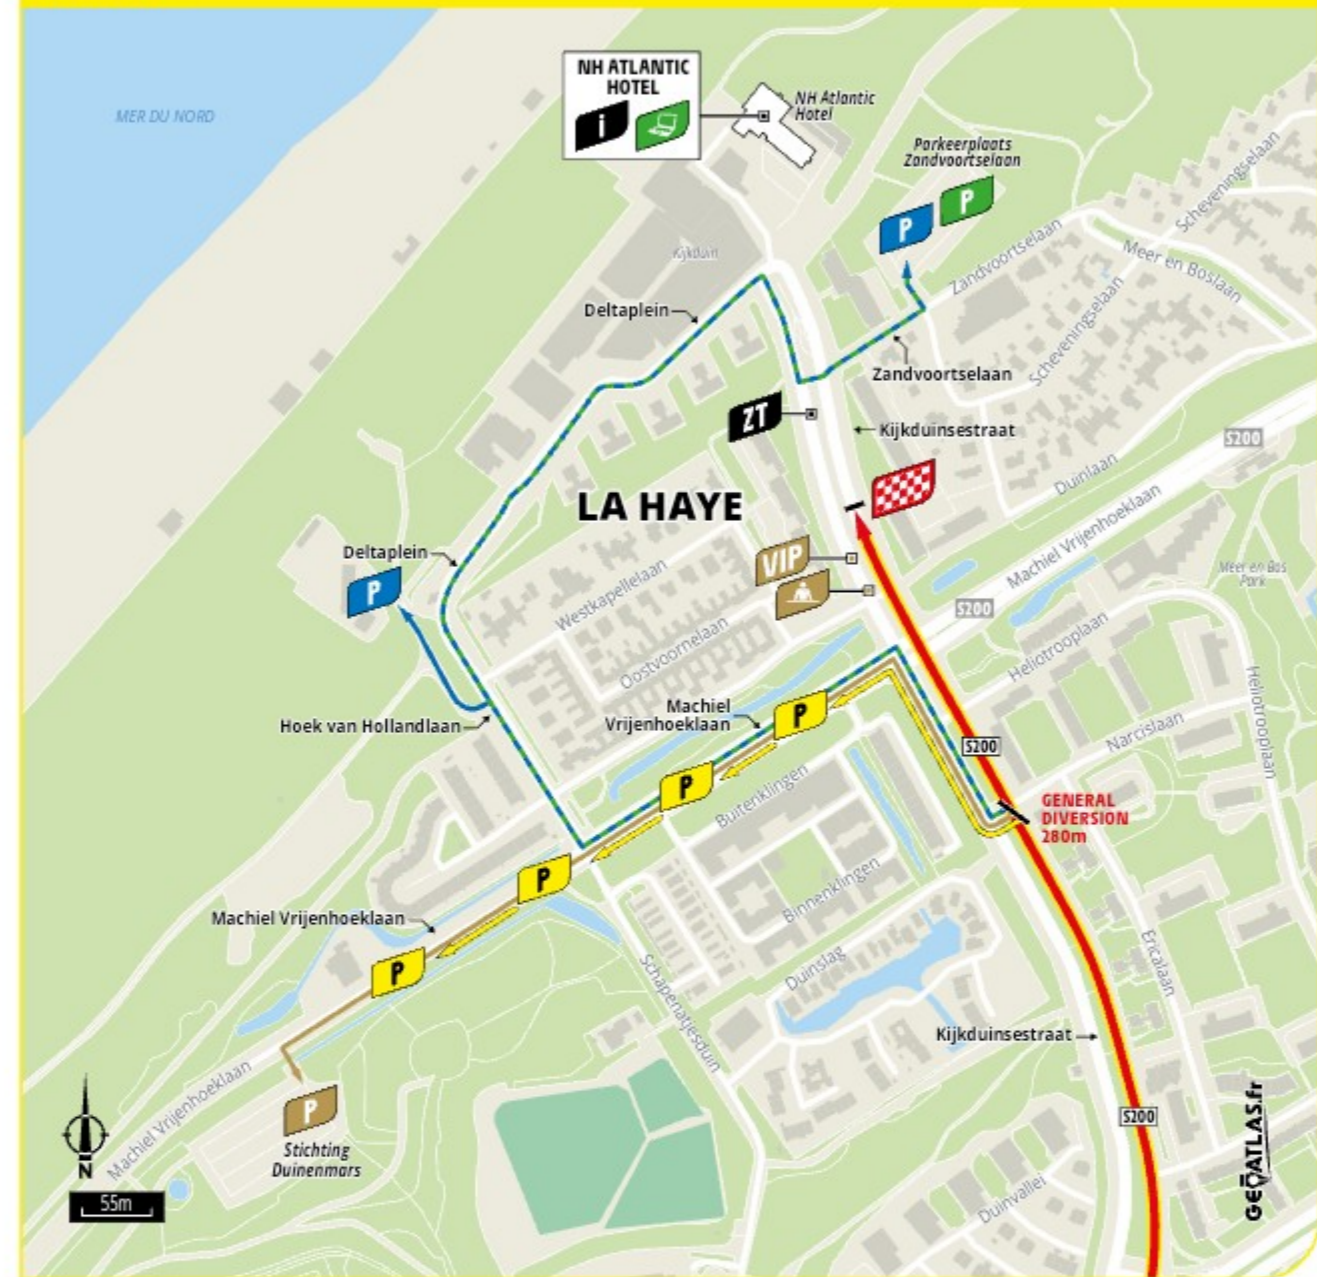 MER DU NORD
NH ATLANTIC
HOTEL
i
NH Atlantic
Hotel
Parkeerplaats
Zandvoortselaan
P
P
Scheveningselaan
Zandvoortselaan
Meer en Boslaan
Kijkduin
Deltaplein
Scheveningselaan
Zandvoortselaan
ZT
Kijkduinsestraat
S200
Duinlaan
LA HAYE
Machiel Vrijenhoeklaan
Deltaplein
VIP
P
Westkapellelaan
Meer en Bos
Park
S200
Oostvoornelaan
Heliotrooplaan
Heliotrooplaan
Hoek van Hollandlaan
Machiel
Vrijenhoeklaan
P
S200
Narcislaan
P
Buitenklingen
GENERAL
DIVERSION
280m
P
Binnenklingen
Machiel Vrijenhoeklaan
P
Duinslag
Schapenatjesduin
Ericalaan
Kijkduinsestraat
Machiel Vrijenhoeklaan
P
Stichting
Duinenmars
S200
N
55m
Duinvallei
GEOATLAS.fr